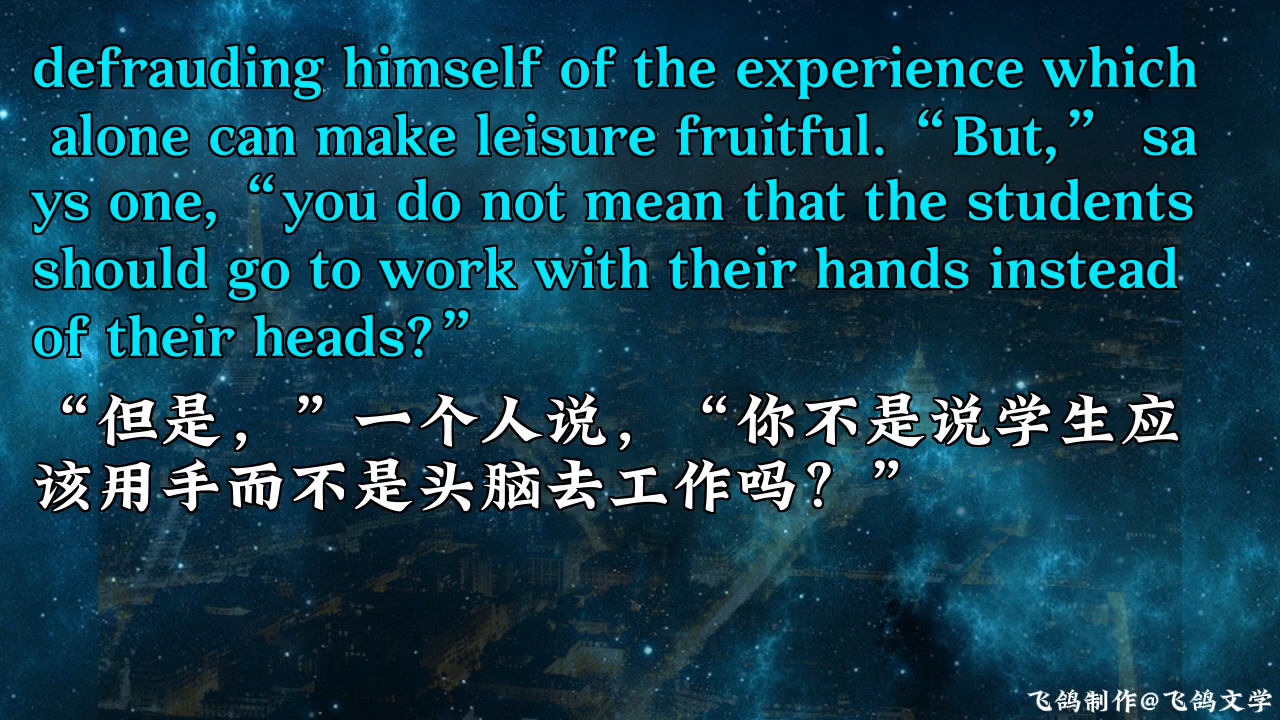 defrauding himself of the experience which
alone can make leisure fruitful. “But,” sa
ys one, “you do not mean that the students
should go to work with their hands instead
of their heads?”
“但是，”一个人说，“你不是说学生应
该用手而不是头脑去工作吗？”
飞鸽制作@飞鸽文学